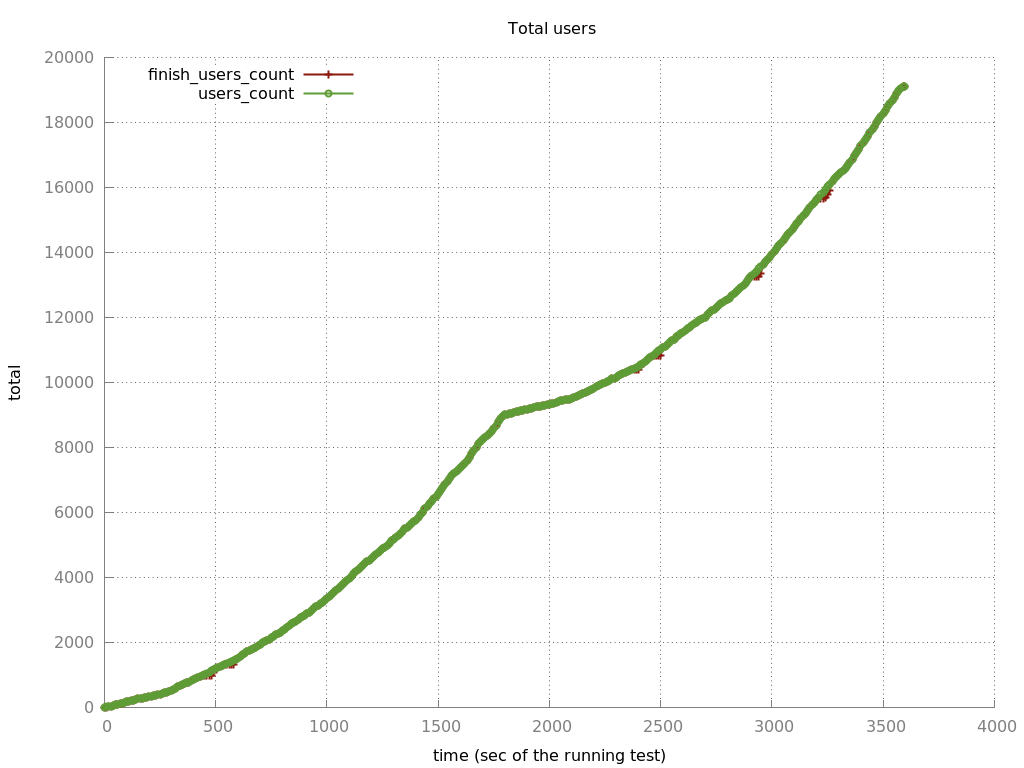 Total users
20000
finish_users_count
users_count
18000
16000
14000
12000
total
10000
8000
6000
4000
2000
0
0 500 1000 1500 2000 2500 3000 3500 4000
time (sec of the running test)